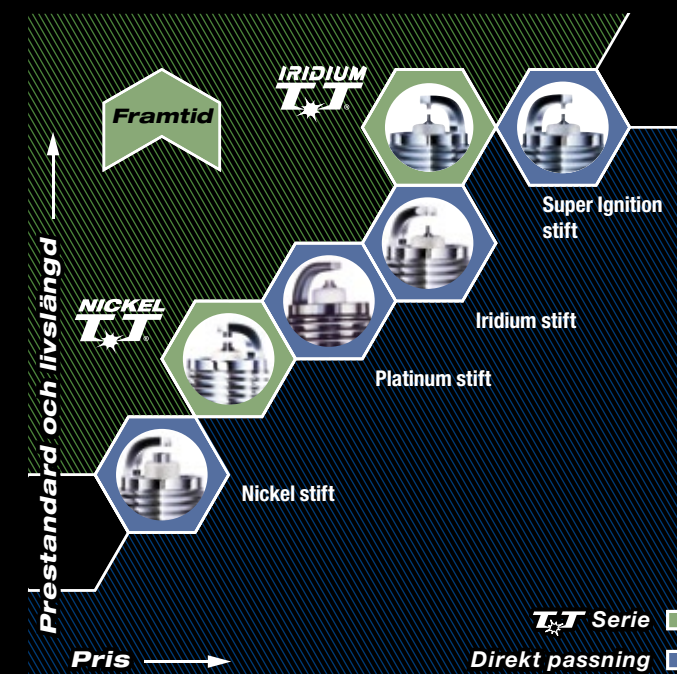 IRIDIUM
TT
Framtid
Super Ignition
stift
NICKEL
TT
Iridium stift
Platinum stift
Nickel stift
Prestandard och livslängd
TT Serie
Pris
Direkt passning